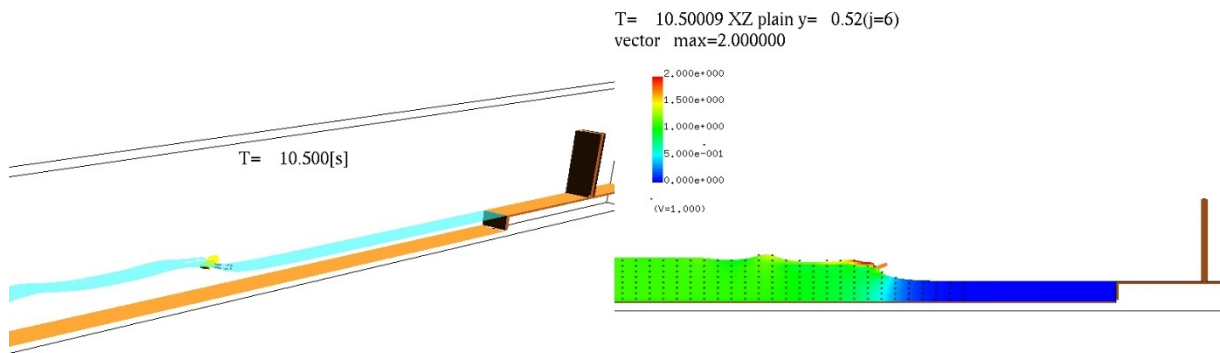 T= 10.500[s]
T= 10.50009 XZ plain y= 0.52(j=6)
vector max=2.000000
2.000e+000
1.500e+000
1.000e+000
5.000e-001
0.000e+000
(V=1.000)